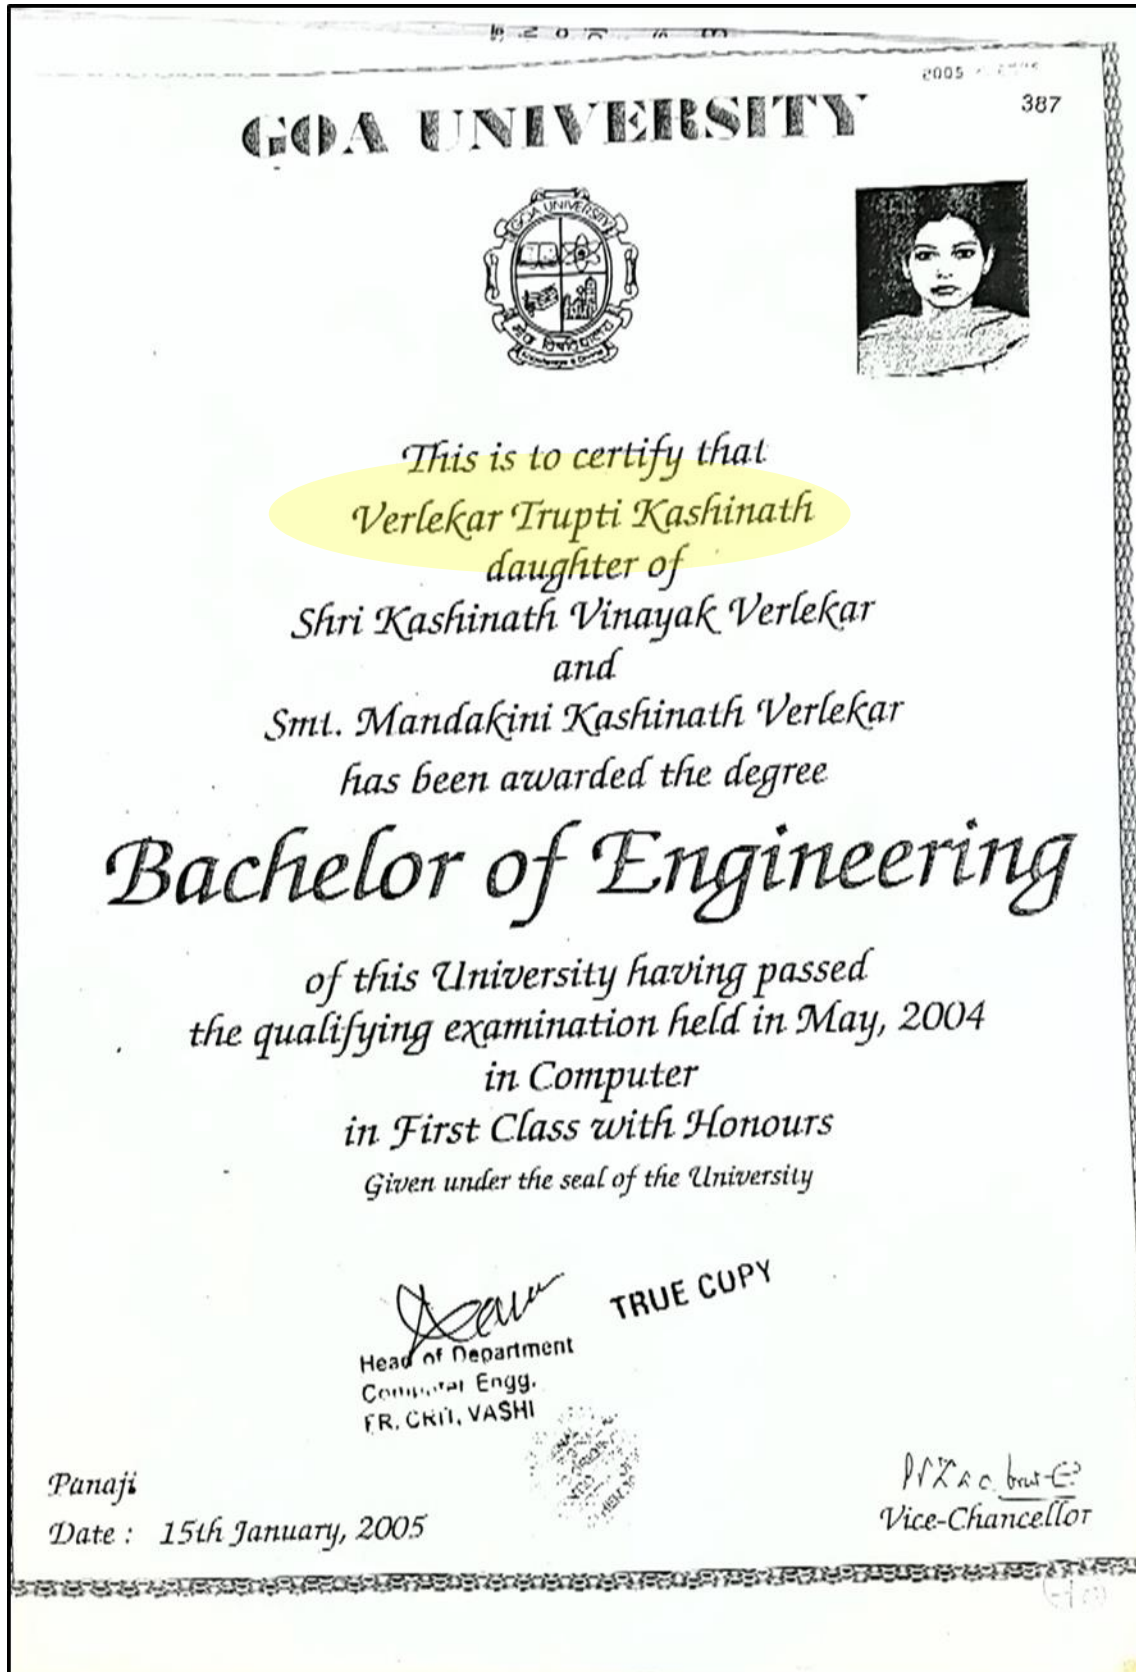 2005
387
GOA UNIVERSITY
GOA UNIVERSITY
This is to certify that
Verlekar Trupti Kashinath
daughter of
Shri Kashinath Vinayak Verlekar
and
Smt. Mandakini Kashinath Verlekar
has been awarded the degree
Bachelor of Engineering
of this University having passed
the qualifying examination held in May, 2004
in Computer
in First Class with Honours
Given under the seal of the University
TRUE COPY
Head of Department
Engg.
FR. CRIT, VASHI
Panaji
Date : 15th January, 2005
Vice-Chancellor